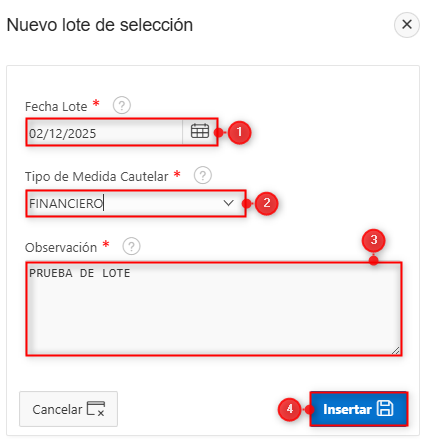 Nuevo lote de selección
Fecha Lote * ?
02/12/2025
1
Tipo de Medida Cautelar * ?
FINANCIERO
2
Observación * ?
3
PRUEBA DE LOTE
Cancelar
4
Insertar